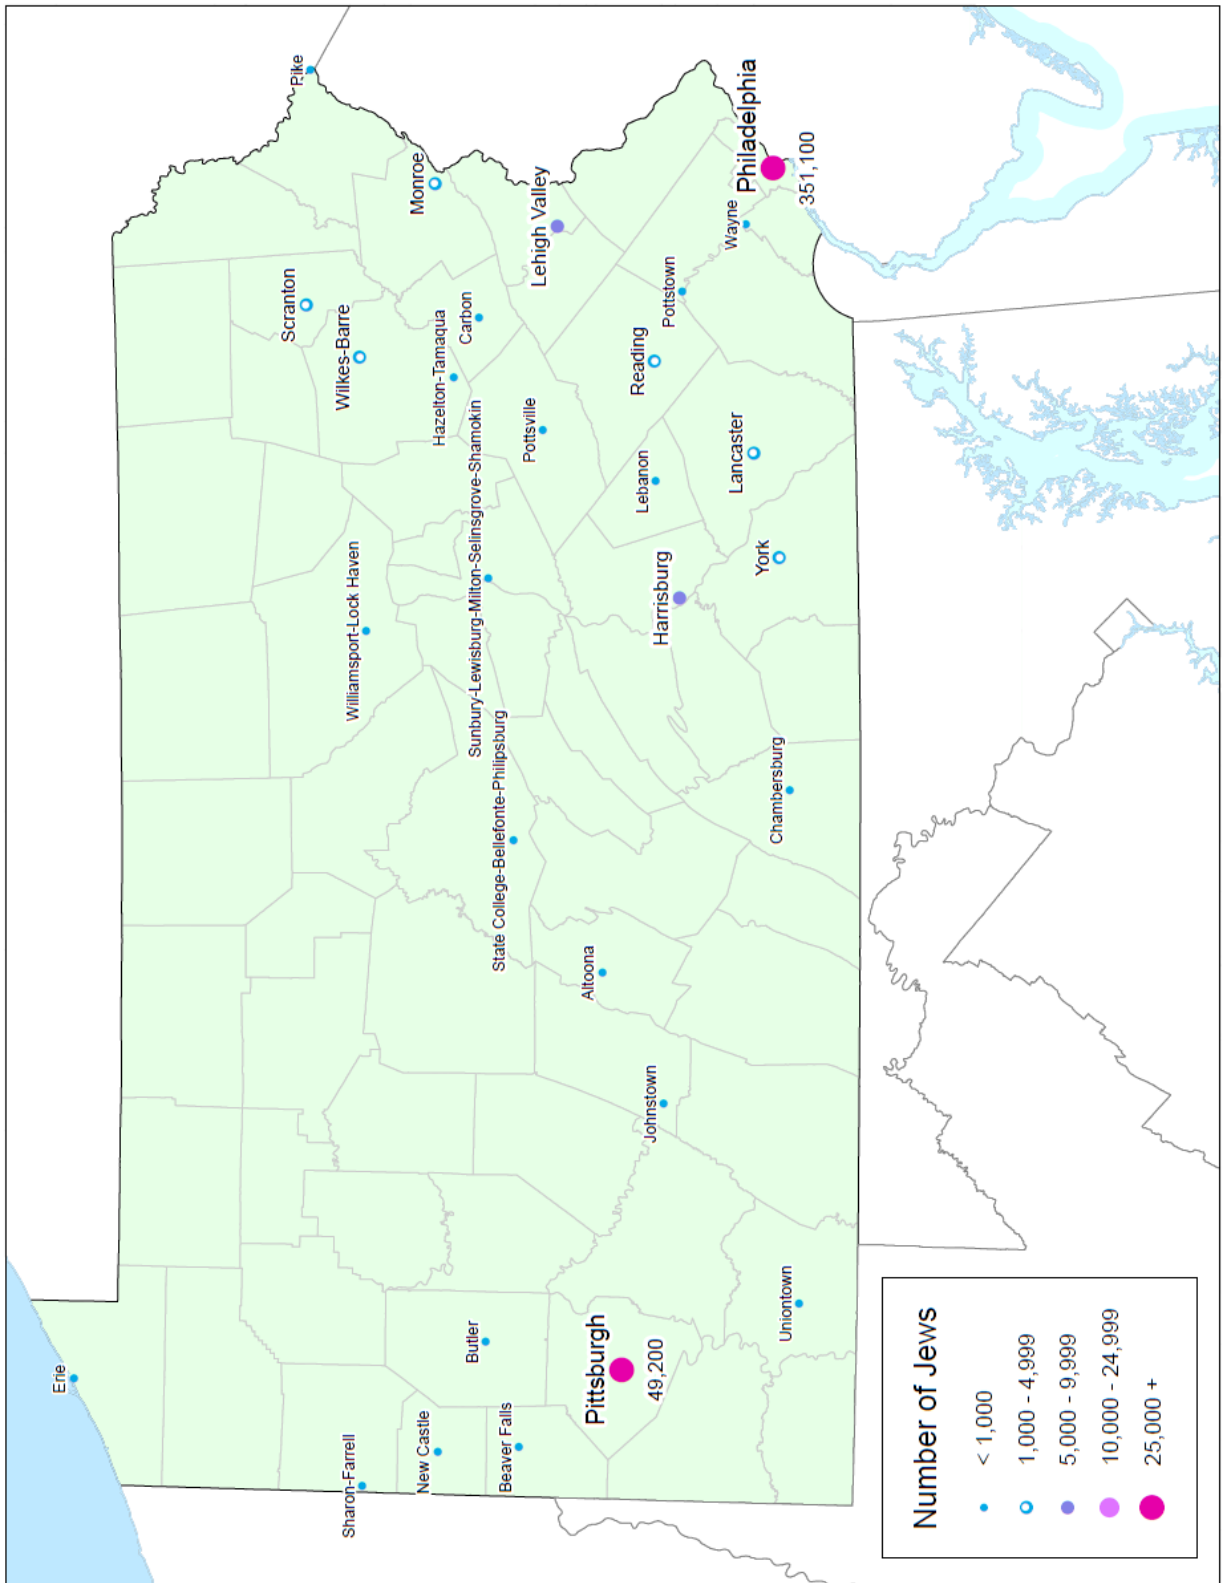 Erie
Pike
Sharon-Farrell
New Castle
Butler
Beaver Falls
Pittsburgh
49,200
Uniontown
Johnstown
Altoona
State College-Bellefonte-Philipsburg
Williamsport-Lock Haven
Sunbury-Lewisburg-Milton-Selinsgrove-Shamokin
Chambersburg
Harrisburg
York
Lebanon
Lancaster
Pottsville
Hazelton-Tamaqua
Carbon
Wilkes-Barre
Scranton
Monroe
Lehigh Valley
Reading
Pottstown
Wayne
Philadelphia
351,100
Number of Jews
< 1,000
1,000 - 4,999
5,000 - 9,999
10,000 - 24,999
25,000 +